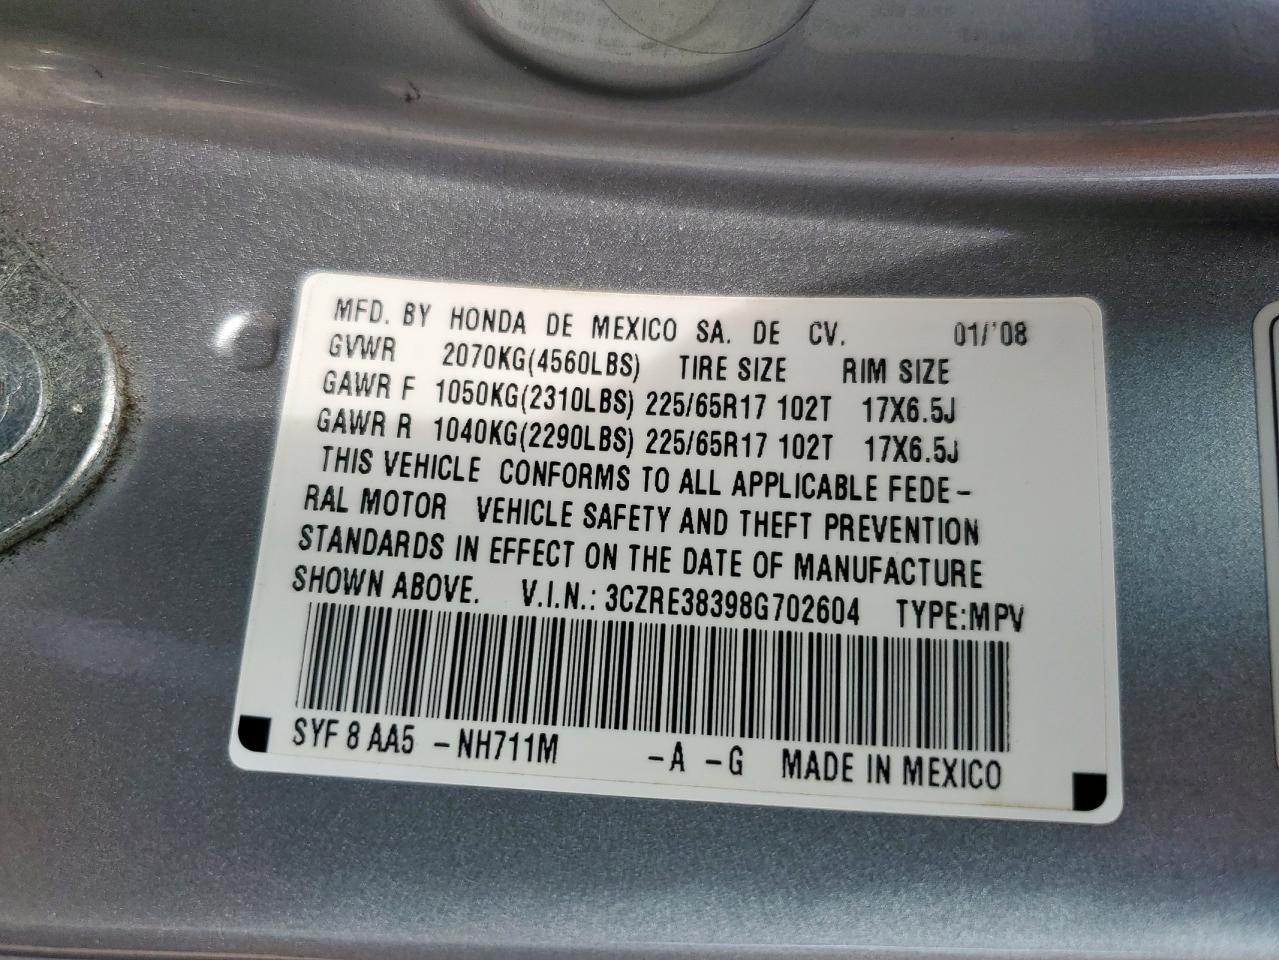 MFD. BY HONDA DE MEXICO SA. DE CV. 01/'08
GVWR 2070KG(4560LBS) TIRE SIZE RIM SIZE
GAWR F 1050KG(2310LBS) 225/65R17 102T 17X6.5J
GAWR R 1040KG(2290LBS) 225/65R17 102T 17X6.5J
THIS VEHICLE CONFORMS TO ALL APPLICABLE FEDE-
RAL MOTOR VEHICLE SAFETY AND THEFT PREVENTION
STANDARDS IN EFFECT ON THE DATE OF MANUFACTURE
SHOWN ABOVE. V.I.N.: 3CZRE38398G702604 TYPE:MPV
SYF 8 AA5 -NH711M -A -G MADE IN MEXICO